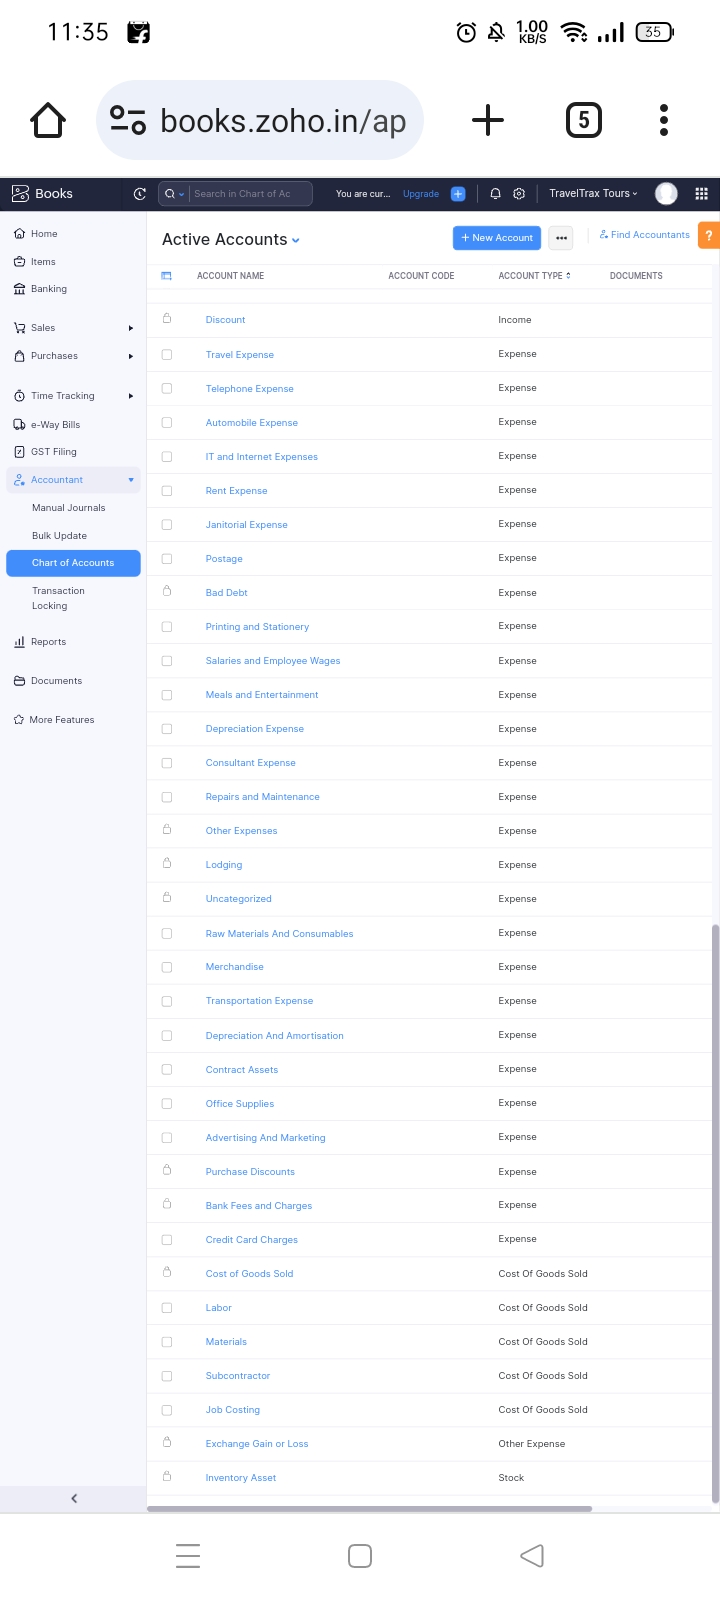 11:35
1.00
KB/S
35
books.zoho.in/ap
5
Books
Search in Chart of Ac
You are cur...
Upgrade
TravelTrax Tours
Home
Items
Banking
Sales
Purchases
Time Tracking
e-Way Bills
GST Filing
Accountant
Manual Journals
Bulk Update
Chart of Accounts
Transaction
Locking
Reports
Documents
More Features
Active Accounts
+ New Account
Find Accountants
?
ACCOUNT NAME ACCOUNT CODE ACCOUNT TYPE DOCUMENTS
Discount Income
Travel Expense Expense
Telephone Expense Expense
Automobile Expense Expense
IT and Internet Expenses Expense
Rent Expense Expense
Janitorial Expense Expense
Postage Expense
Bad Debt Expense
Printing and Stationery Expense
Salaries and Employee Wages Expense
Meals and Entertainment Expense
Depreciation Expense Expense
Consultant Expense Expense
Repairs and Maintenance Expense
Other Expenses Expense
Lodging Expense
Uncategorized Expense
Raw Materials And Consumables Expense
Merchandise Expense
Transportation Expense Expense
Depreciation And Amortisation Expense
Contract Assets Expense
Office Supplies Expense
Advertising And Marketing Expense
Purchase Discounts Expense
Bank Fees and Charges Expense
Credit Card Charges Expense
Cost of Goods Sold Cost Of Goods Sold
Labor Cost Of Goods Sold
Materials Cost Of Goods Sold
Subcontractor Cost Of Goods Sold
Job Costing Cost Of Goods Sold
Exchange Gain or Loss Other Expense
Inventory Asset Stock